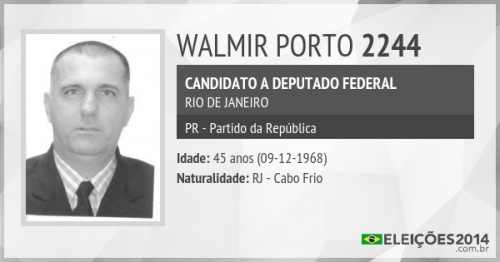 WALMIR PORTO 2244
CANDIDATO A DEPUTADO FEDERAL
RIO DE JANEIRO
PR - Partido da República
Idade: 45 anos (09-12-1968)
Naturalidade: RJ - Cabo Frio
ELEIÇÕES2014
.com.br